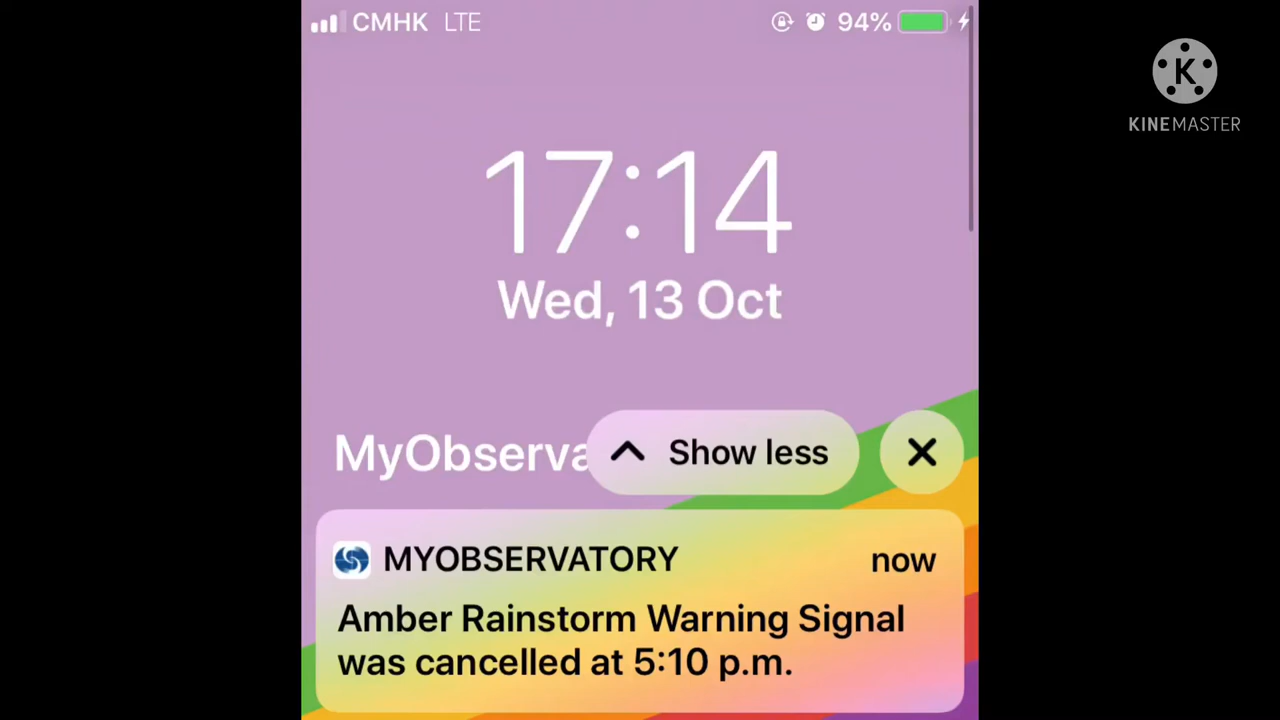 CMHK LTE 94%
K
KINEMASTER
17:14
Wed, 13 Oct
MyObserva
Show less
MYOBSERVATORY now
Amber Rainstorm Warning Signal
was cancelled at 5:10 p.m.